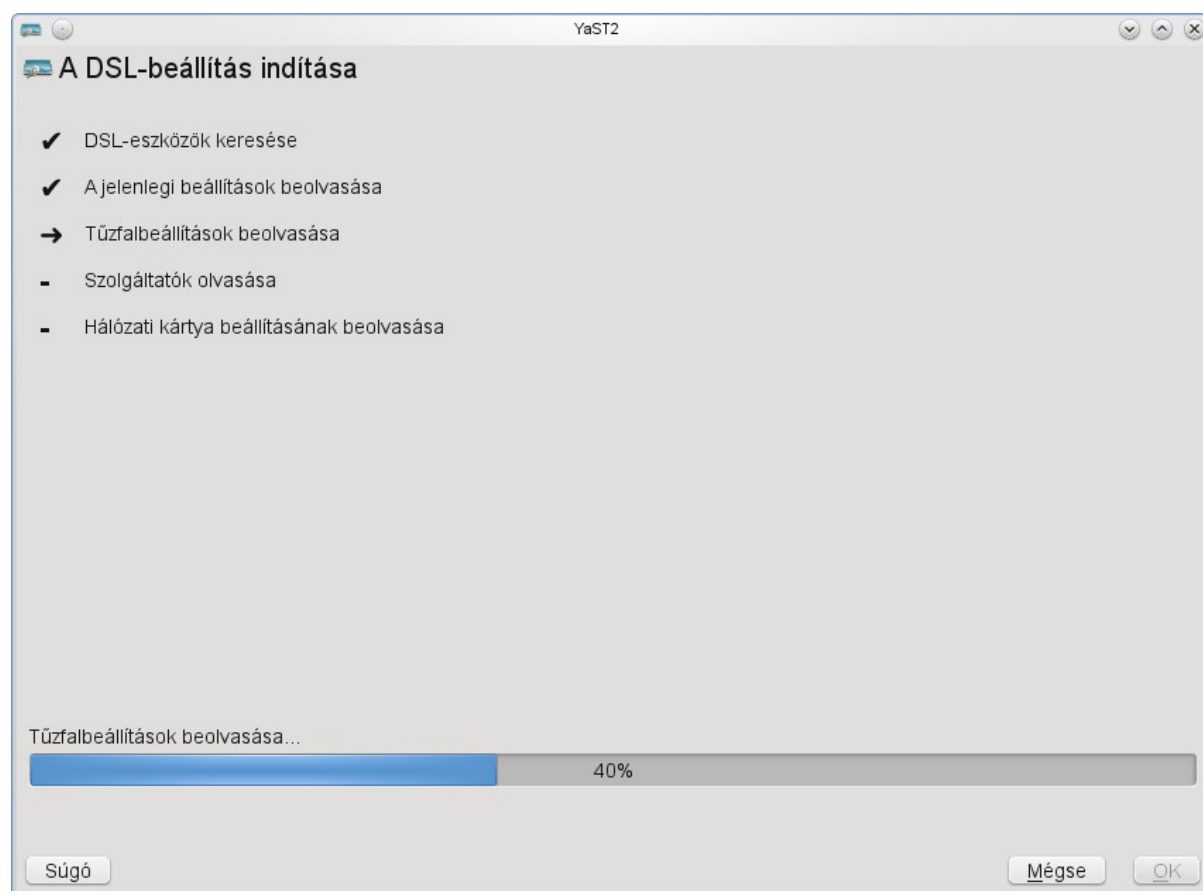 YaST2
A DSL-beállítás indítása
✔ DSL-eszközök keresése
✔ A jelenlegi beállítások beolvasása
➜ Tűzfalbeállítások beolvasása
- Szolgáltatók olvasása
- Hálózati kártya beállításának beolvasása
Tűzfalbeállítások beolvasása...
40%
Súgó
Mégse
OK